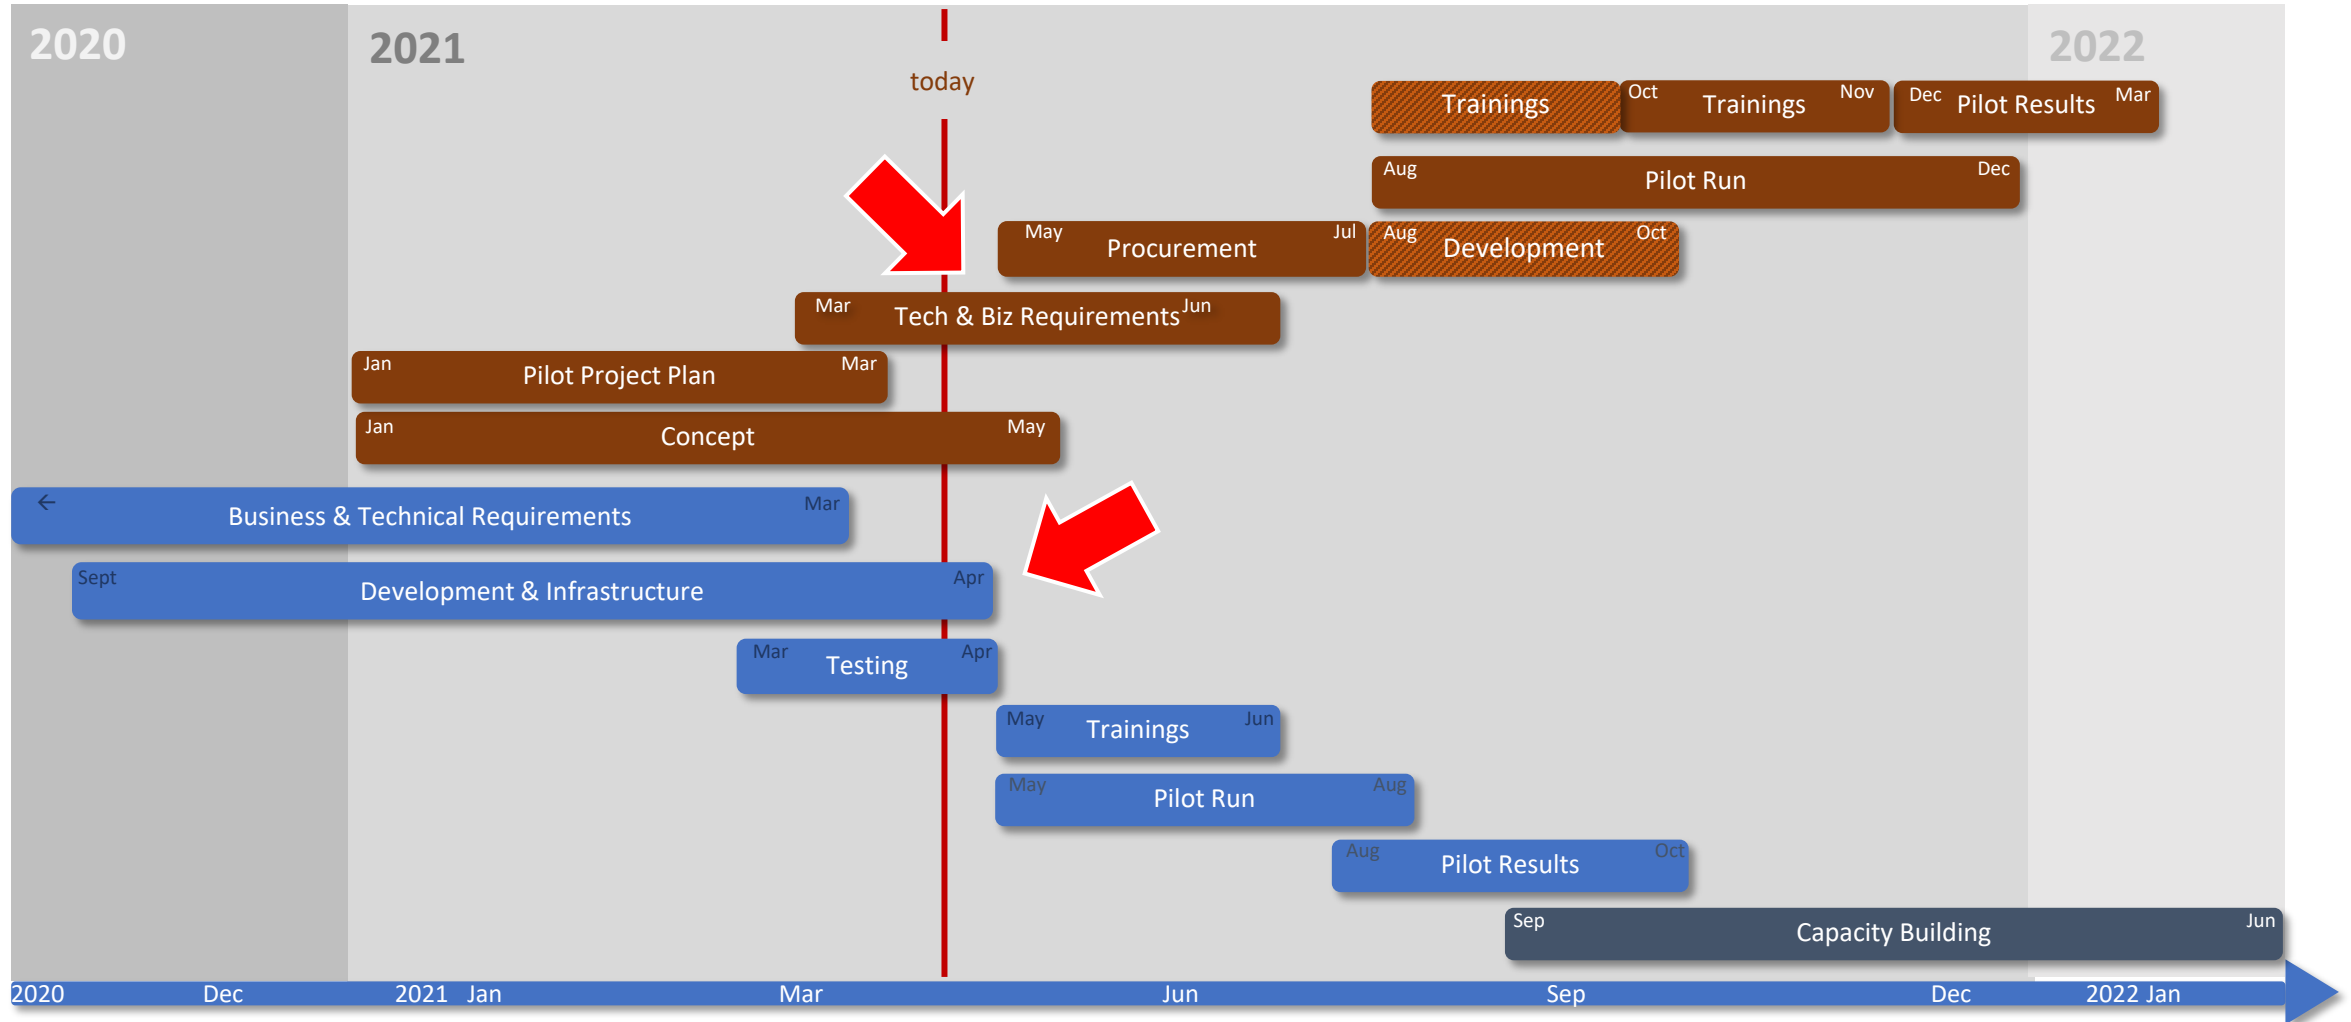 2020
2021
2022
today
Trainings
Oct Trainings Nov
Dec Pilot Results Mar
Aug Pilot Run Dec
May Procurement Jul
Aug Development Oct
Mar Tech & Biz Requirements Jun
Jan Pilot Project Plan Mar
Jan Concept May
← Business & Technical Requirements Mar
Sept Development & Infrastructure Apr
Mar Testing Apr
May Trainings Jun
May Pilot Run Aug
Aug Pilot Results Oct
Sep Capacity Building Jun
2020 Dec 2021 Jan Mar Jun Sep Dec 2022 Jan